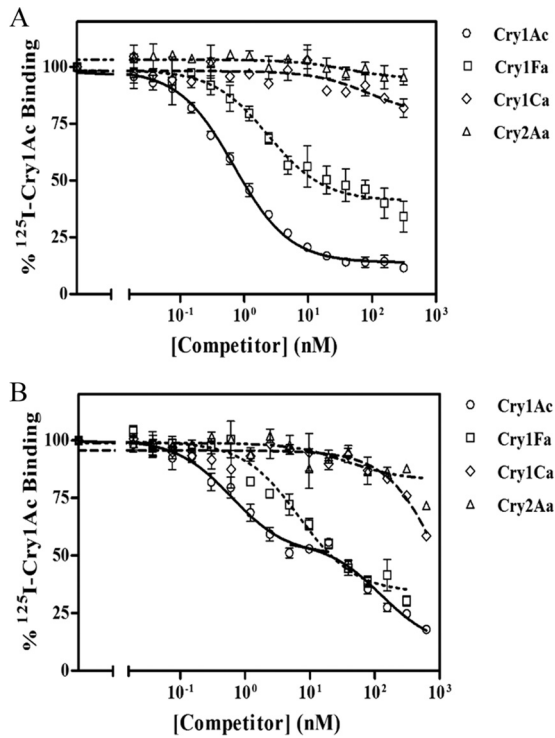 A
% ¹²⁵I-Cry1Ac Binding
100
75
50
25
0
10⁻¹ 10⁰ 10¹ 10² 10³
[Competitor] (nM)
Cry1Ac
Cry1Fa
Cry1Ca
Cry2Aa
B
% ¹²⁵I-Cry1Ac Binding
100
75
50
25
0
10⁻¹ 10⁰ 10¹ 10² 10³
[Competitor] (nM)
Cry1Ac
Cry1Fa
Cry1Ca
Cry2Aa